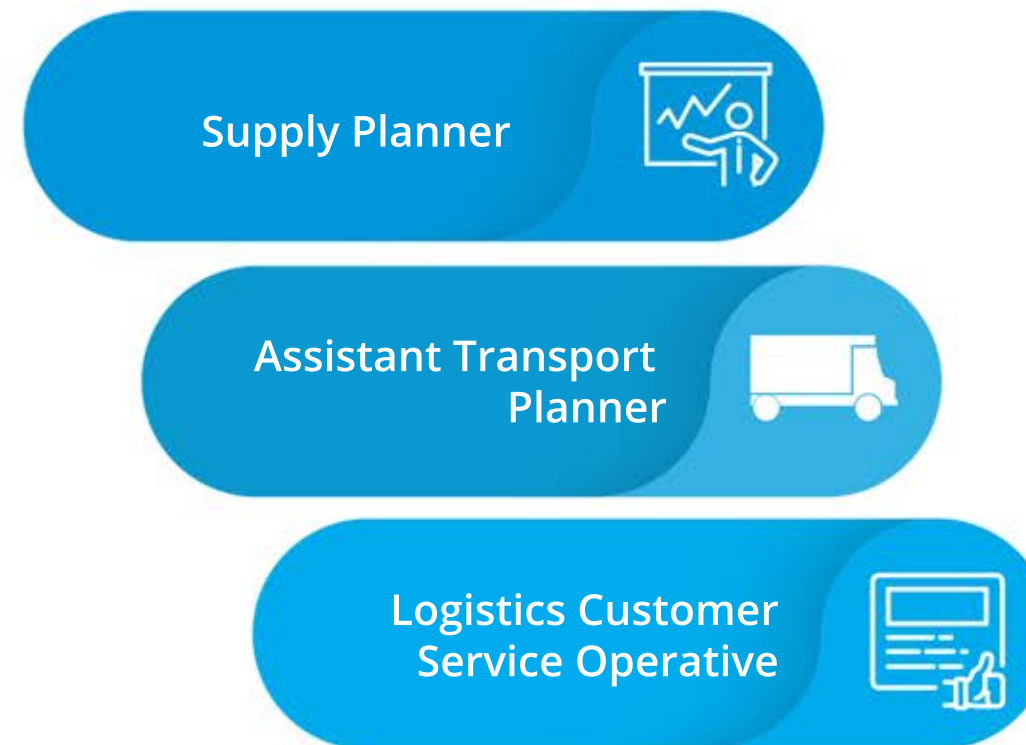 Supply Planner
Assistant Transport
Planner
Logistics Customer
Service Operative